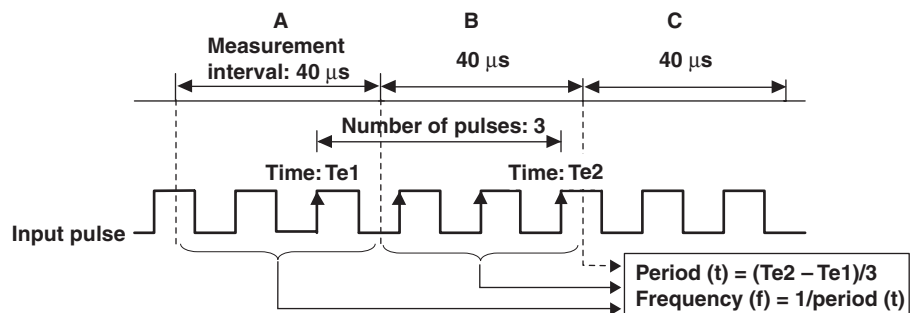 A
B
C
Measurement
interval: 40 μs
40 μs
40 μs
Number of pulses: 3
Time: Te1
Time: Te2
Input pulse
Period (t) = (Te2 – Te1)/3
Frequency (f) = 1/period (t)